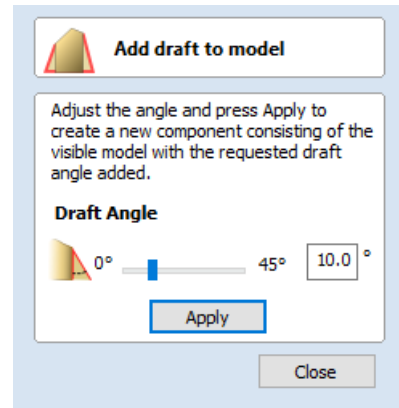 Add draft to model
Adjust the angle and press Apply to
create a new component consisting of the
visible model with the requested draft
angle added.
Draft Angle
0° 45° 10.0 °
Apply
Close